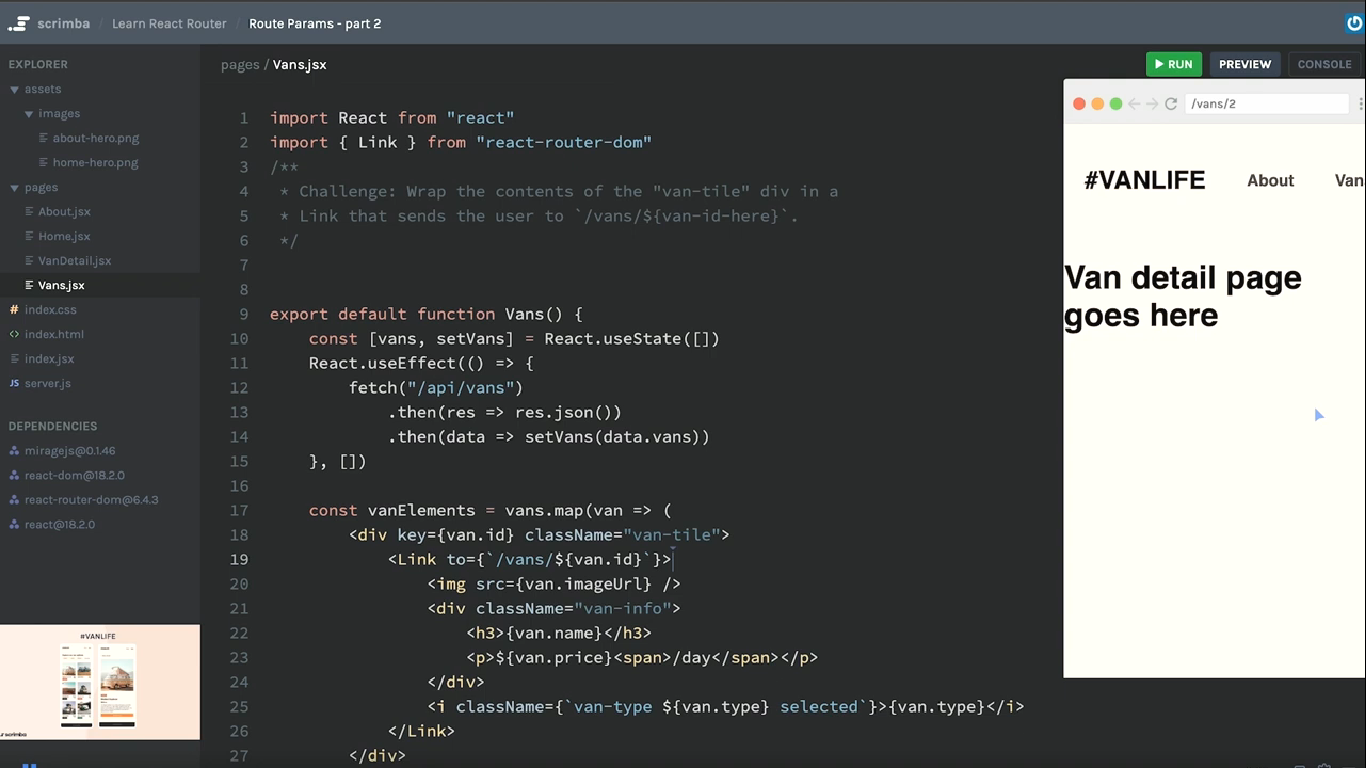 scrimba / Learn React Router / Route Params - part 2
EXPLORER
assets
images
about-hero.png
home-hero.png
pages
About.jsx
Home.jsx
VanDetail.jsx
Vans.jsx
# index.css
<> index.html
index.jsx
JS server.js
DEPENDENCIES
miragejs@0.1.46
react-dom@18.2.0
react-router-dom@6.4.3
react@18.2.0
#VANLIFE
scrimba
pages / Vans.jsx
RUN
PREVIEW
CONSOLE
1 import React from "react"
2 import { Link } from "react-router-dom"
3 /**
4 * Challenge: Wrap the contents of the "van-tile" div in a
5 * Link that sends the user to `/vans/${van-id-here}`.
6 */
7
8
9 export default function Vans() {
10 const [vans, setVans] = React.useState([])
11 React.useEffect(() => {
12 fetch("/api/vans")
13 .then(res => res.json())
14 .then(data => setVans(data.vans))
15 }, [])
16
17 const vanElements = vans.map(van => (
18 <div key={van.id} className="van-tile">
19 <Link to={`/vans/${van.id}`}>
20 <img src={van.imageUrl} />
21 <div className="van-info">
22 <h3>{van.name}</h3>
23 <p>${van.price}<span>/day</span></p>
24 </div>
25 <i className={`van-type ${van.type} selected`}>{van.type}</i>
26 </Link>
27 </div>
/vans/2
#VANLIFE About Van
Van detail page
goes here